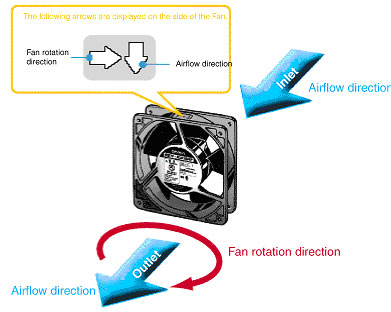 The following arrows are displayed on the side of the Fan.
Fan rotation
direction
Airflow direction
Inlet
Airflow direction
Fan rotation direction
Outlet
Airflow direction